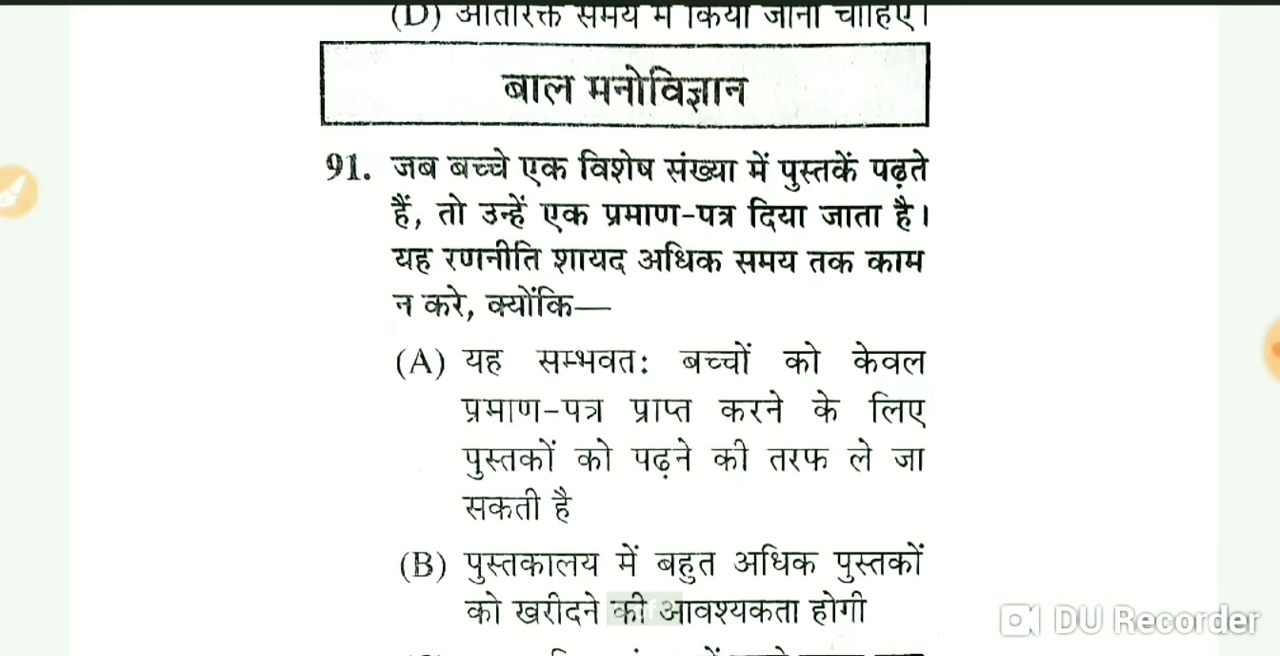 (D) अतिरिक्त समय में किया जाना चाहिए।
बाल मनोविज्ञान
91. जब बच्चे एक विशेष संख्या में पुस्तकें पढ़ते
हैं, तो उन्हें एक प्रमाण-पत्र दिया जाता है।
यह रणनीति शायद अधिक समय तक काम
न करे, क्योंकि—
(A) यह सम्भवतः बच्चों को केवल
प्रमाण-पत्र प्राप्त करने के लिए
पुस्तकों को पढ़ने की तरफ ले जा
सकती है
(B) पुस्तकालय में बहुत अधिक पुस्तकों
को खरीदने की आवश्यकता होगी
DU Recorder